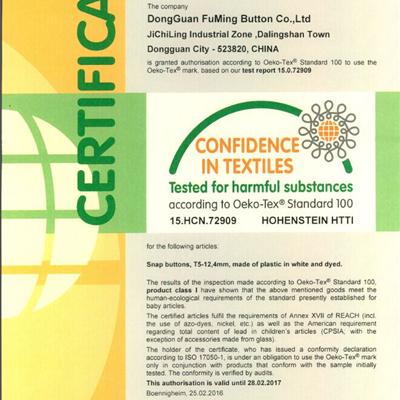 The company
DongGuan FuMing Button Co.,Ltd
JiChiLing Industrial Zone ,Dalingshan Town
Dongguan City - 523820, CHINA
is granted authorisation according to Oeko-Tex® Standard 100 to use the
Oeko-Tex® mark, based on our test report 15.0.72909
CERTIFICA
CONFIDENCE
IN TEXTILES
Tested for harmful substances
according to Oeko-Tex® Standard 100
15.HCN.72909 HOHENSTEIN HTTI
for the following articles:
Snap buttons, T5-12,4mm, made of plastic in white and dyed.
The results of the inspection made according to Oeko-Tex® Standard 100,
product class I have shown that the above mentioned goods meet the
human-ecological requirements of the standard presently established for
baby articles.
The certified articles fulfil the requirements of Annex XVII of REACH (incl.
the use of azo-dyes, nickel, etc.) as well as the American requirement
regarding total content of lead in children's articles (CPSIA; with the
exception of accessories made from glass).
The holder of the certificate, who has issued a conformity declaration
according to ISO 17050-1, is under an obligation to use the Oeko-Tex® mark
only in conjunction with products that conform with the sample initially
tested. The conformity is verified by audits.
This authorisation is valid until 28.02.2017
Boennigheim, 25.02.2016